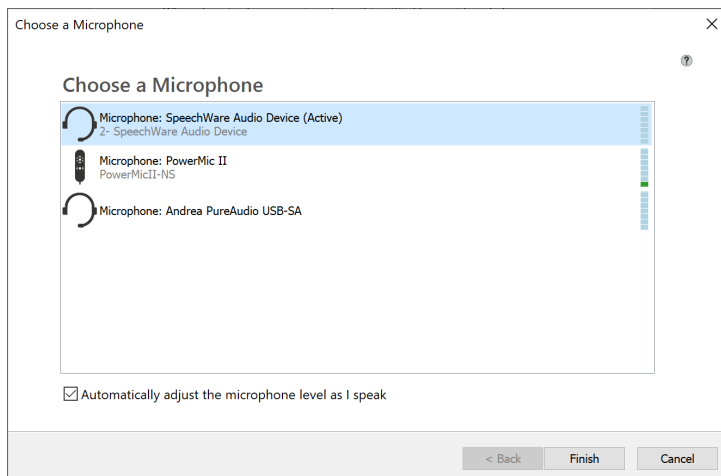 Choose a Microphone
?
Choose a Microphone
Microphone: SpeechWare Audio Device (Active)
2- SpeechWare Audio Device
Microphone: PowerMic II
PowerMicII-NS
Microphone: Andrea PureAudio USB-SA
Automatically adjust the microphone level as I speak
< Back
Finish
Cancel